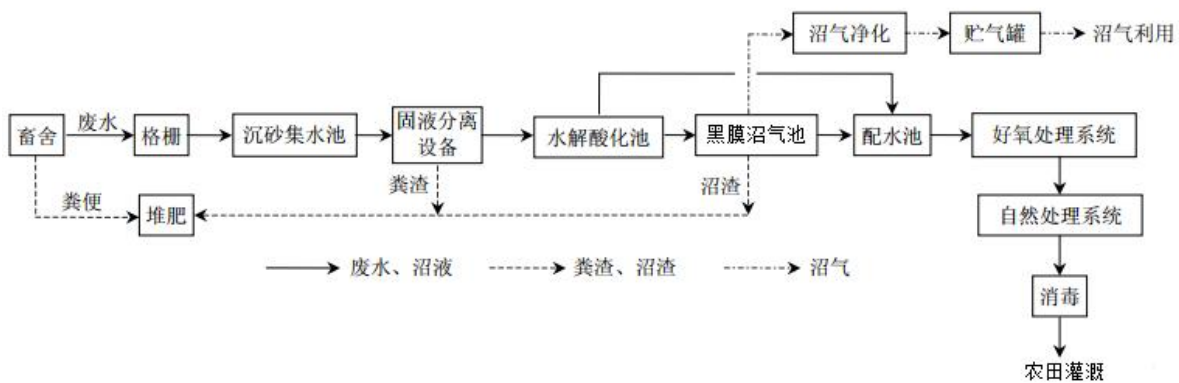 沼气净化
贮气罐
沼气利用
畜舍
废水
格栅
沉砂集水池
固液分离
设备
水解酸化池
黑膜沼气池
配水池
好氧处理系统
粪渣
沼渣
粪便
堆肥
自然处理系统
废水、沼液
粪渣、沼渣
沼气
消毒
农田灌溉